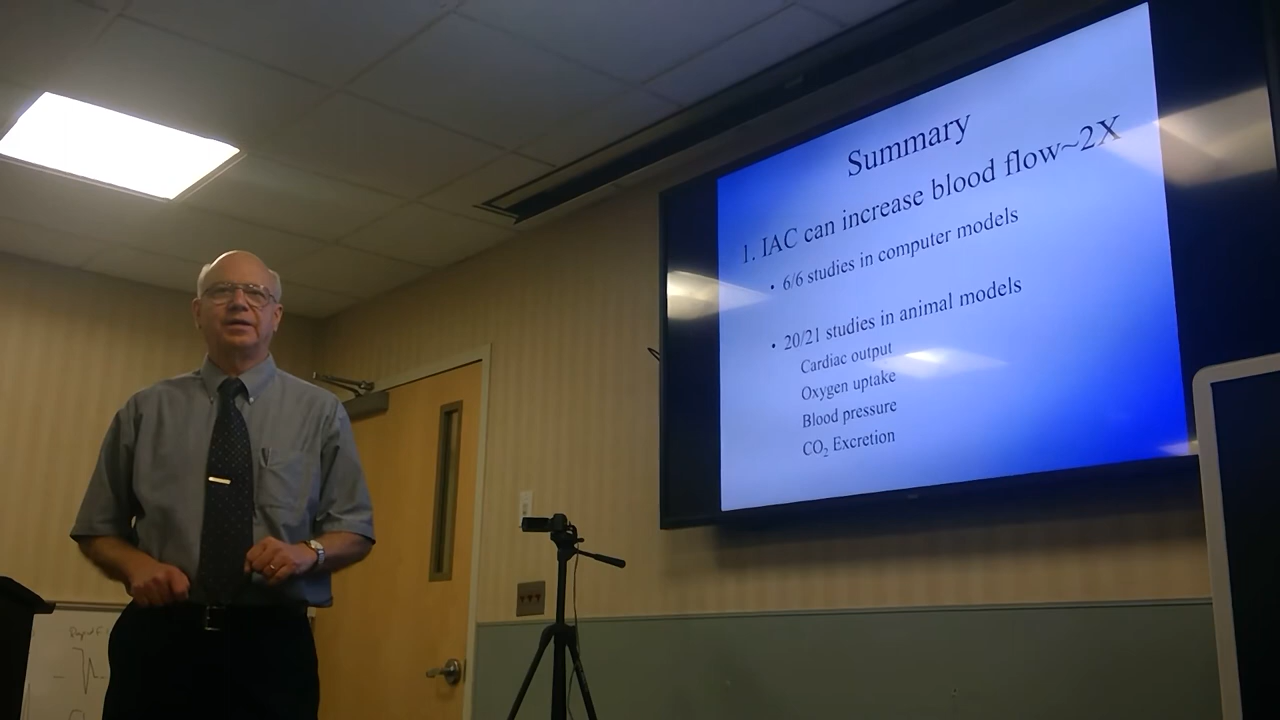 Summary
1. IAC can increase blood flow~2X
• 6/6 studies in computer models
• 20/21 studies in animal models
Cardiac output
Oxygen uptake
Blood pressure
CO₂ Excretion